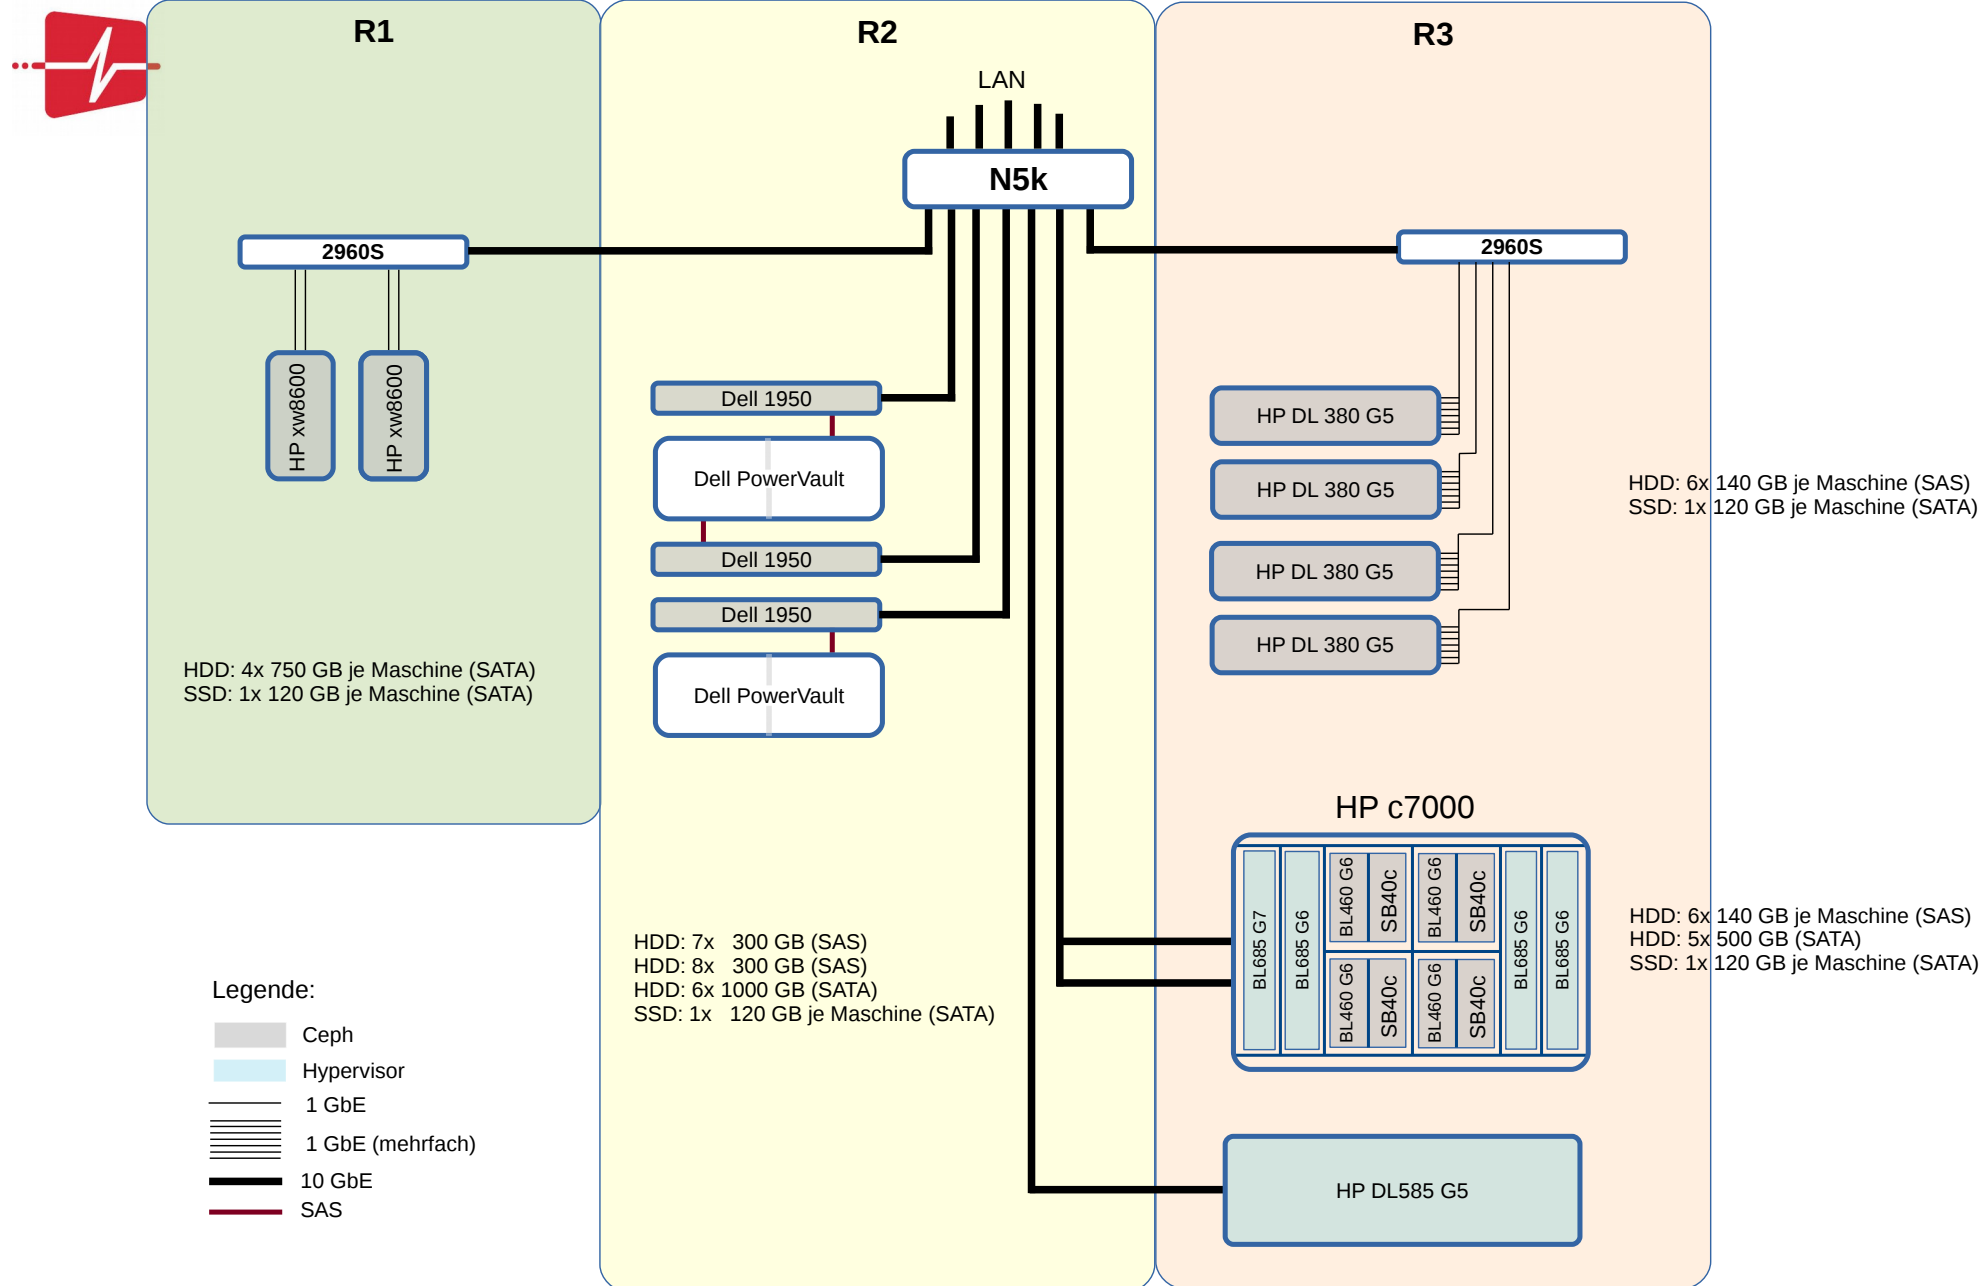 R1
R2
R3
LAN
N5k
2960S
2960S
HP xw8600
HP xw8600
Dell 1950
Dell PowerVault
Dell 1950
Dell 1950
Dell PowerVault
HP DL 380 G5
HP DL 380 G5
HP DL 380 G5
HP DL 380 G5
HDD: 6x 140 GB je Maschine (SAS)
SSD: 1x 120 GB je Maschine (SATA)
HDD: 4x 750 GB je Maschine (SATA)
SSD: 1x 120 GB je Maschine (SATA)
HP c7000
BL685 G7
BL685 G6
BL460 G6
SB40c
BL460 G6
SB40c
BL460 G6
SB40c
BL460 G6
SB40c
BL685 G6
BL685 G6
HDD: 6x 140 GB je Maschine (SAS)
HDD: 5x 500 GB (SATA)
SSD: 1x 120 GB je Maschine (SATA)
HDD: 7x 300 GB (SAS)
HDD: 8x 300 GB (SAS)
HDD: 6x 1000 GB (SATA)
SSD: 1x 120 GB je Maschine (SATA)
Legende:
Ceph
Hypervisor
1 GbE
1 GbE (mehrfach)
10 GbE
SAS
HP DL585 G5